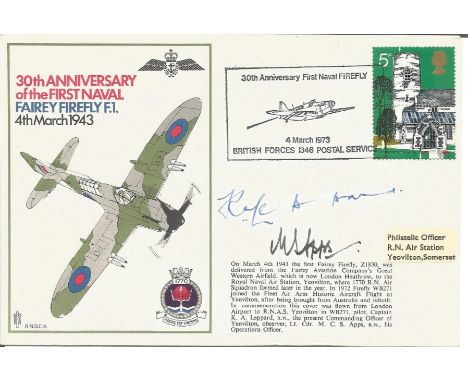 30th ANNIVERSARY
of the FIRST NAVAL
FAIREY FIREFLY F.I.
4th March 1943
R.N.S.C.6
1770
30th Anniversary First Naval FIREFLY
4 March 1973
BRITISH FORCES 1346 POSTAL SERVICE
5p
M S Apps
Philatelic Officer
R.N. Air Station
Yeovilton, Somerset
On March 4th 1943 the first Fairey Firefly, Z1830, was
delivered from the Fairey Aviation Company's Great
Western Airfield, which is now London Heathrow, to
the Royal Naval Air Station, Yeovilton, where 1770 R.N. Air
Squadron formed later in the year. In 1972 Firefly WB271
joined the Fleet Air Arm Historic Aircraft Flight at
Yeovilton, after being brought from Australia and rebuilt.
In commemoration this cover was flown from London
Airport to R.N.A.S. Yeovilton in WB271, pilot, Captain
K. A. Leppard, R.N., the present Commanding Officer of
Yeovilton, observer, Lt. Cdr. M. C. S. Apps, R.N., his
Operations Officer.